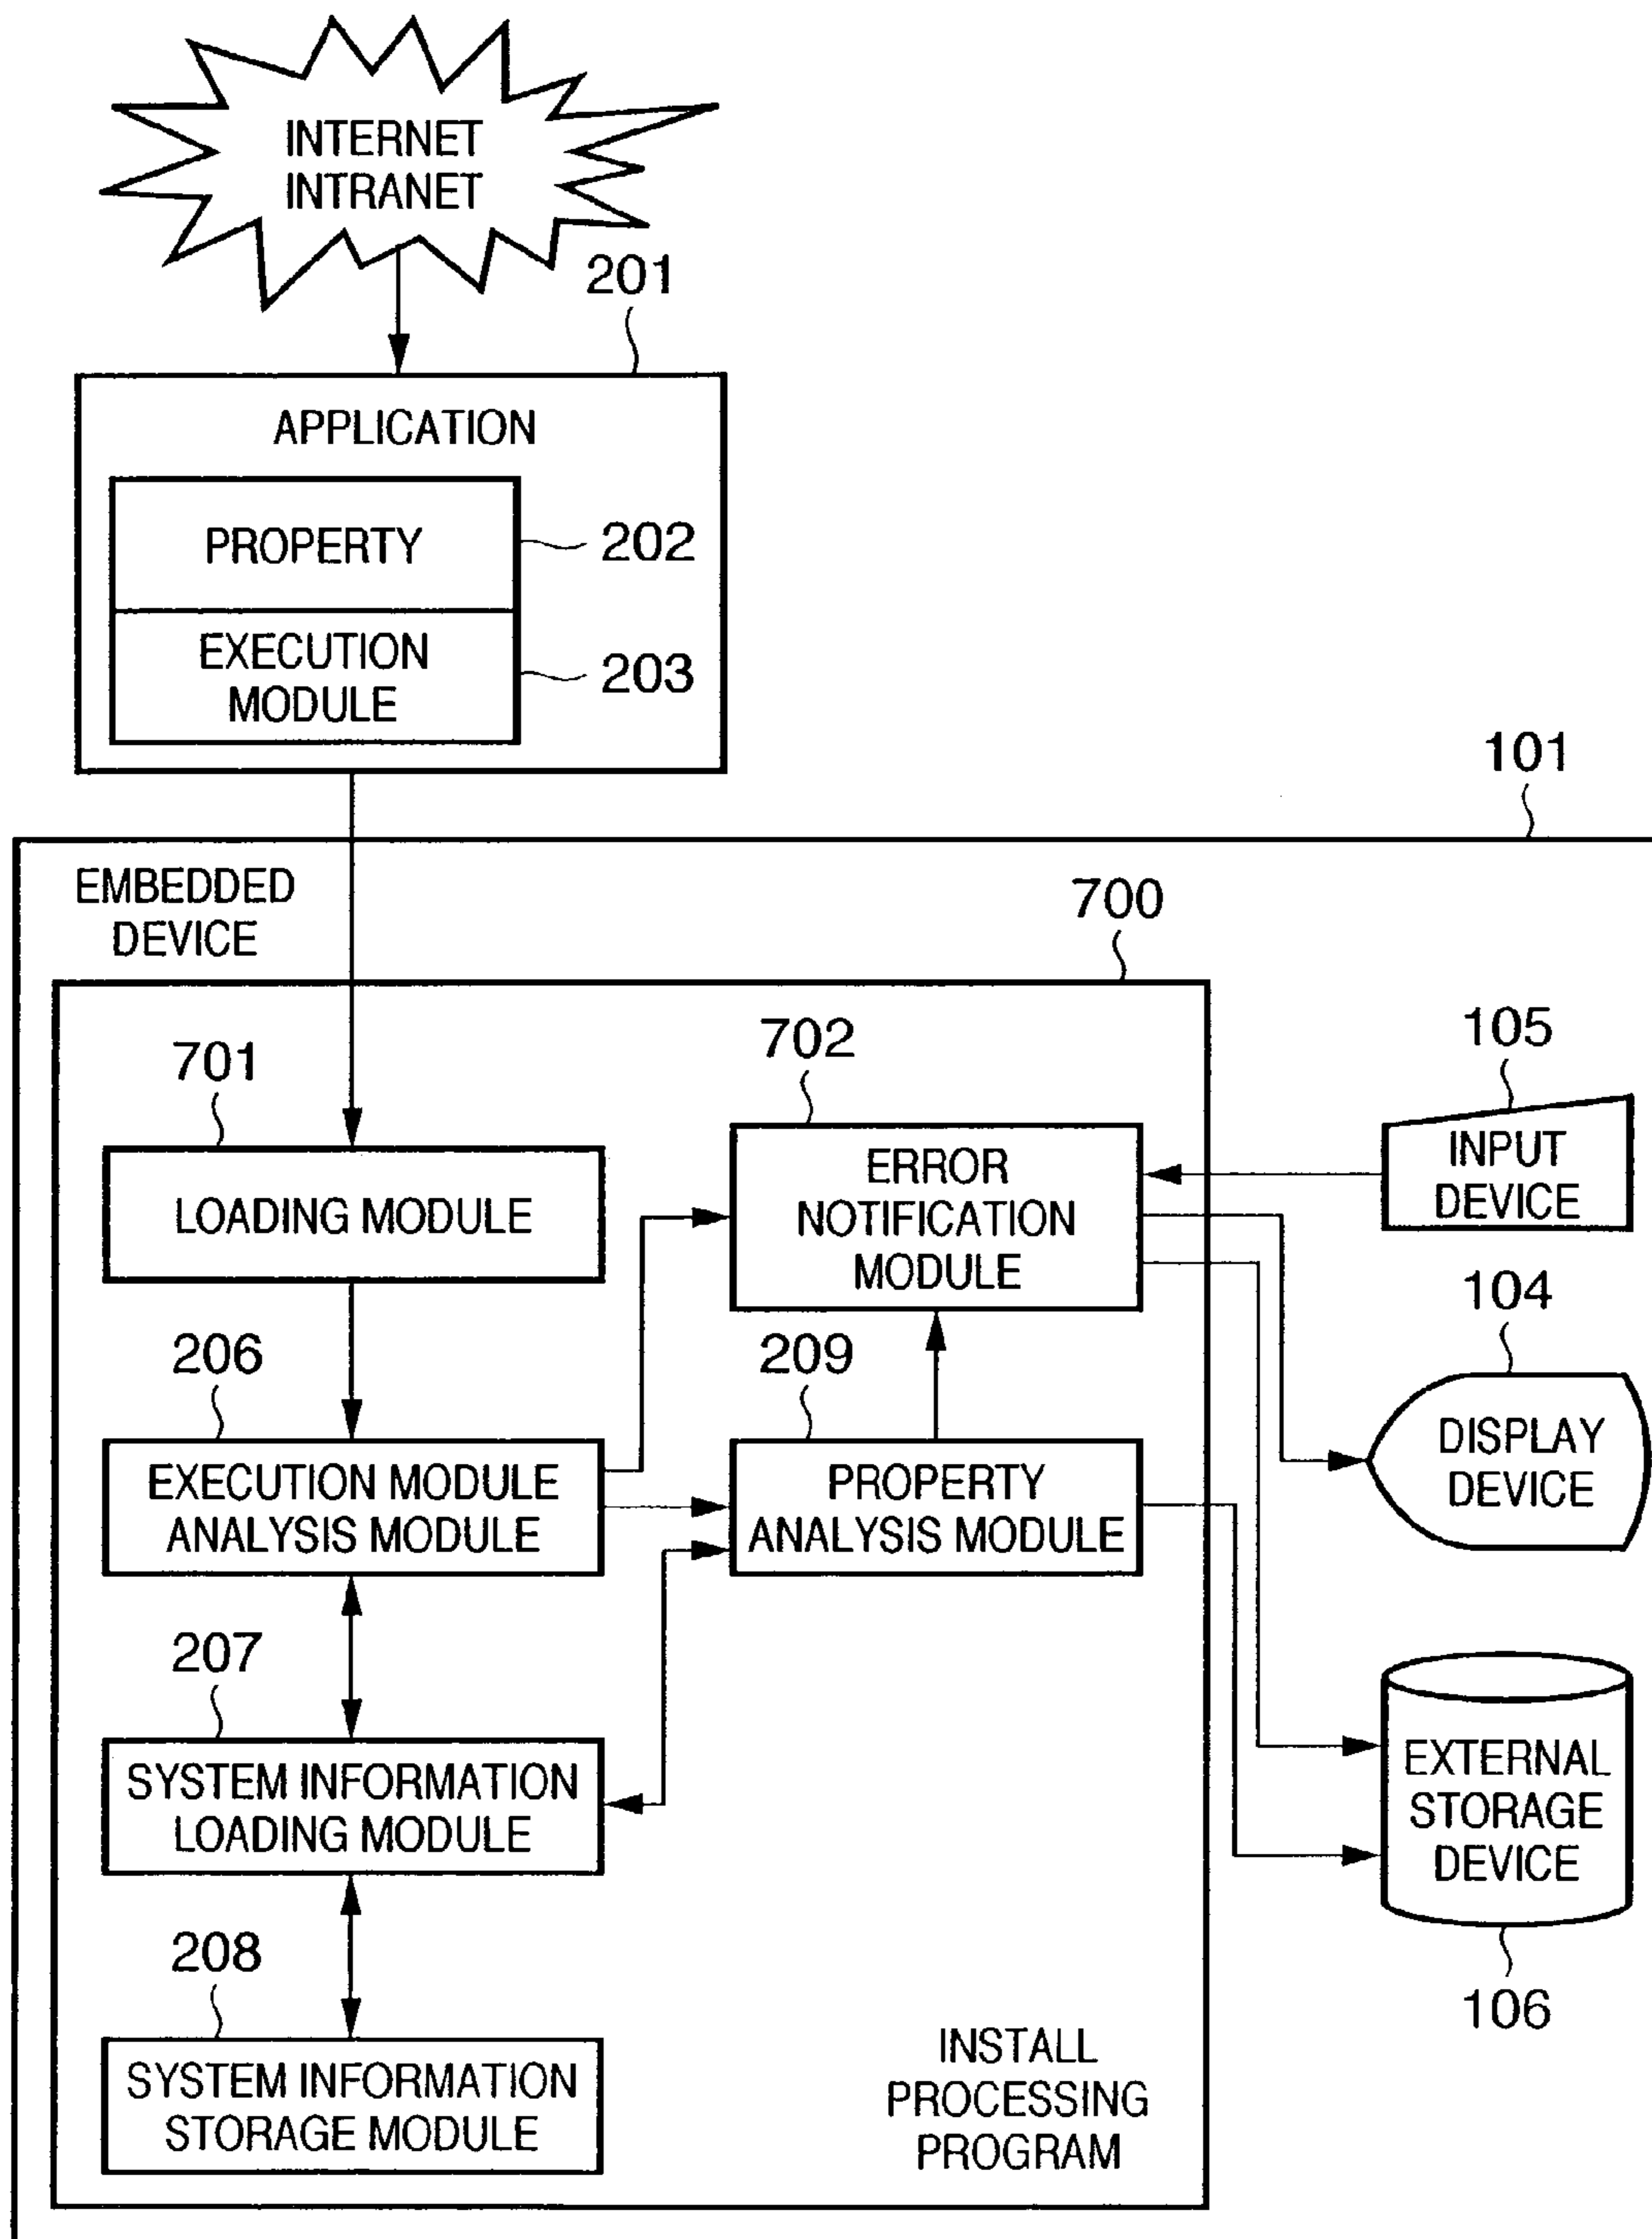 INTERNET
INTRANET
201
APPLICATION
PROPERTY
202
EXECUTION
MODULE
203
101
EMBEDDED
DEVICE
700
701
702
105
LOADING MODULE
ERROR
NOTIFICATION
MODULE
INPUT
DEVICE
206
209
104
EXECUTION MODULE
ANALYSIS MODULE
PROPERTY
ANALYSIS MODULE
DISPLAY
DEVICE
207
SYSTEM INFORMATION
LOADING MODULE
EXTERNAL
STORAGE
DEVICE
208
106
SYSTEM INFORMATION
STORAGE MODULE
INSTALL
PROCESSING
PROGRAM